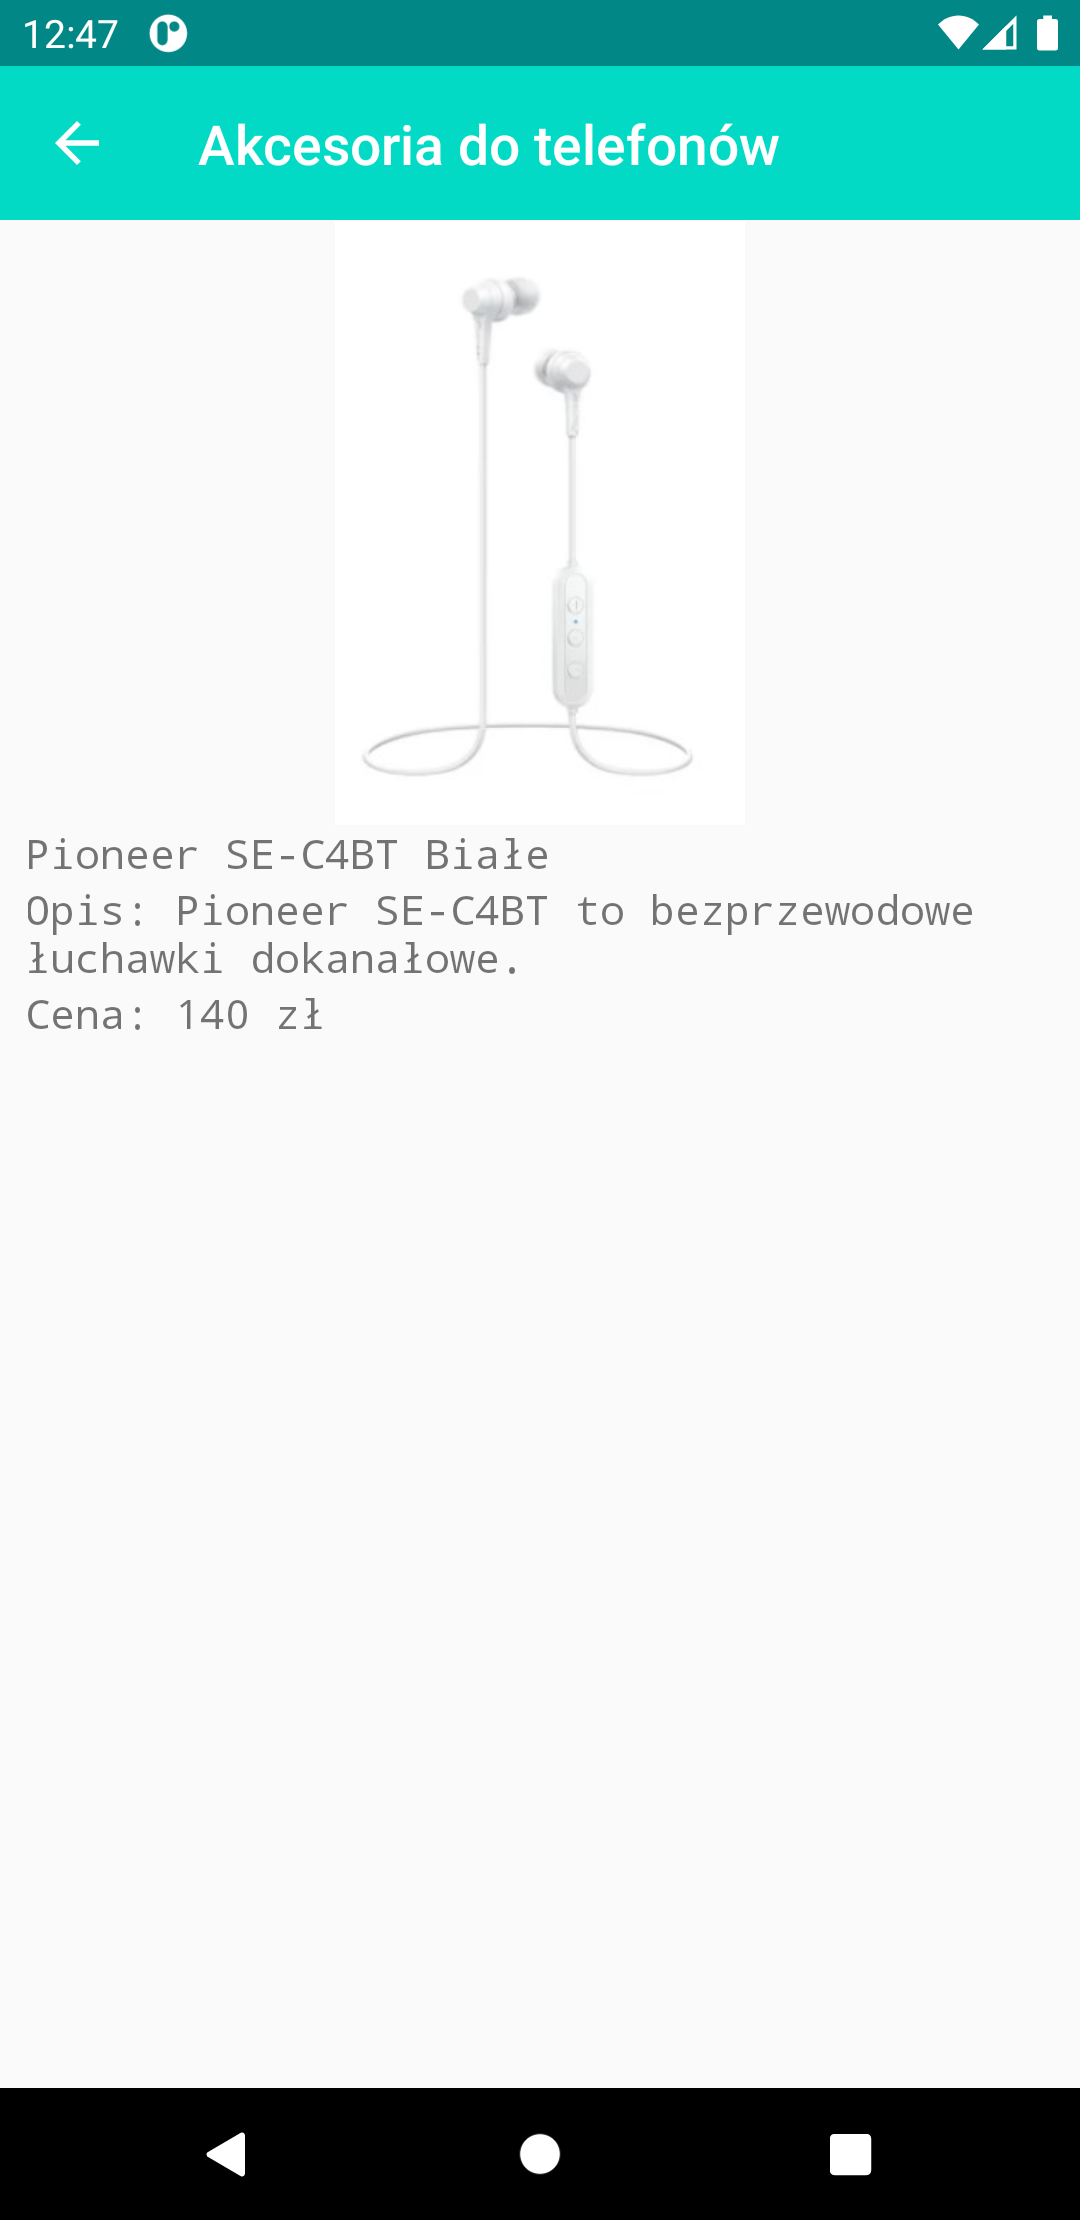 12:47
Akcesoria do telefonów
Pioneer SE-C4BT Białe
Opis: Pioneer SE-C4BT to bezprzewodowe
łuchawki dokanałowe.
Cena: 140 zł